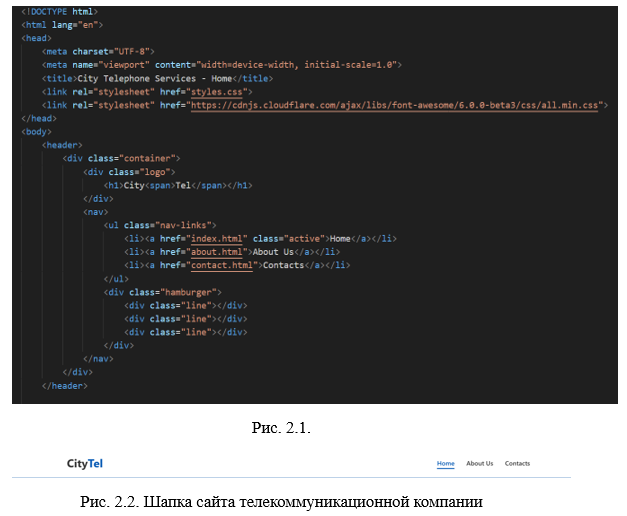 <!DOCTYPE html>
<html lang="en">
<head>
    <meta charset="UTF-8">
    <meta name="viewport" content="width=device-width, initial-scale=1.0">
    <title>City Telephone Services - Home</title>
    <link rel="stylesheet" href="styles.css">
    <link rel="stylesheet" href="https://cdnjs.cloudflare.com/ajax/libs/font-awesome/6.0.0-beta3/css/all.min.css">
</head>
<body>
    <header>
        <div class="container">
            <div class="logo">
                <h1>City<span>Tel</span></h1>
            </div>
            <nav>
                <ul class="nav-links">
                    <li><a href="index.html" class="active">Home</a></li>
                    <li><a href="about.html">About Us</a></li>
                    <li><a href="contact.html">Contacts</a></li>
                </ul>
                <div class="hamburger">
                    <div class="line"></div>
                    <div class="line"></div>
                    <div class="line"></div>
                </div>
            </nav>
        </div>
    </header>
Рис. 2.1.
CityTel Home About Us Contacts
Рис. 2.2. Шапка сайта телекоммуникационной компании